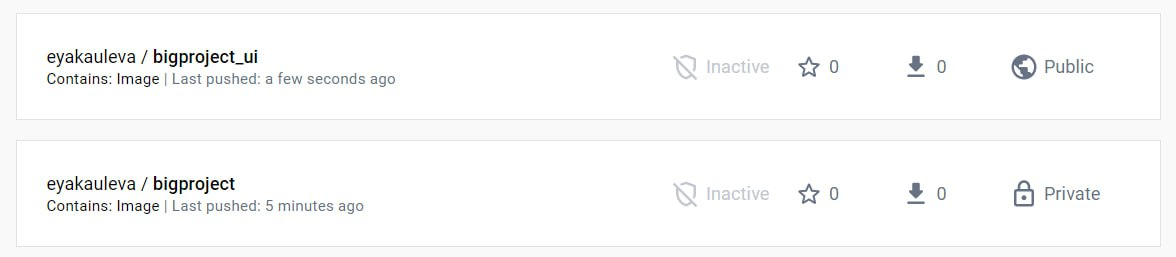 eyakauleva / bigproject_ui
Contains: Image | Last pushed: a few seconds ago
Inactive 0 0 Public
eyakauleva / bigproject
Contains: Image | Last pushed: 5 minutes ago
Inactive 0 0 Private